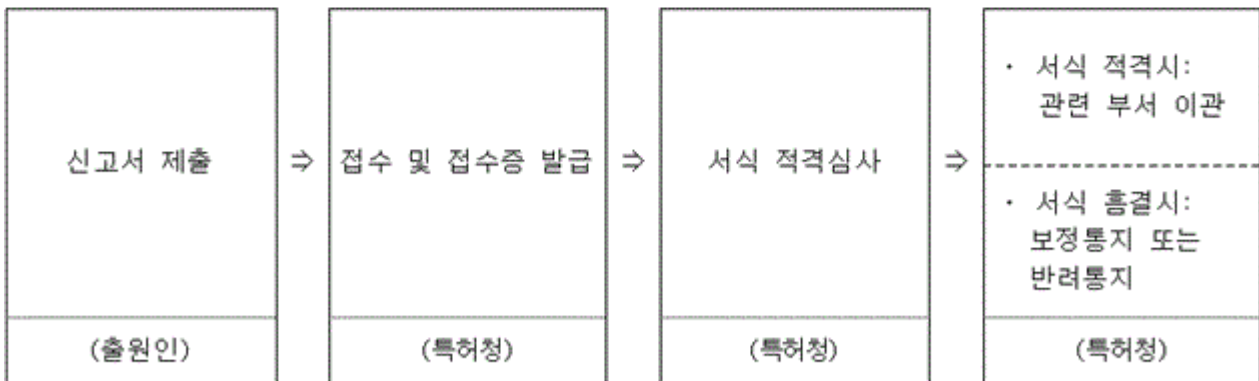 신고서 제출
⇒
접수 및 접수증 발급
⇒
서식 적격심사
⇒
· 서식 적격시:
관련 부서 이관
· 서식 흠결시:
보정통지 또는
반려통지
(출원인)
(특허청)
(특허청)
(특허청)